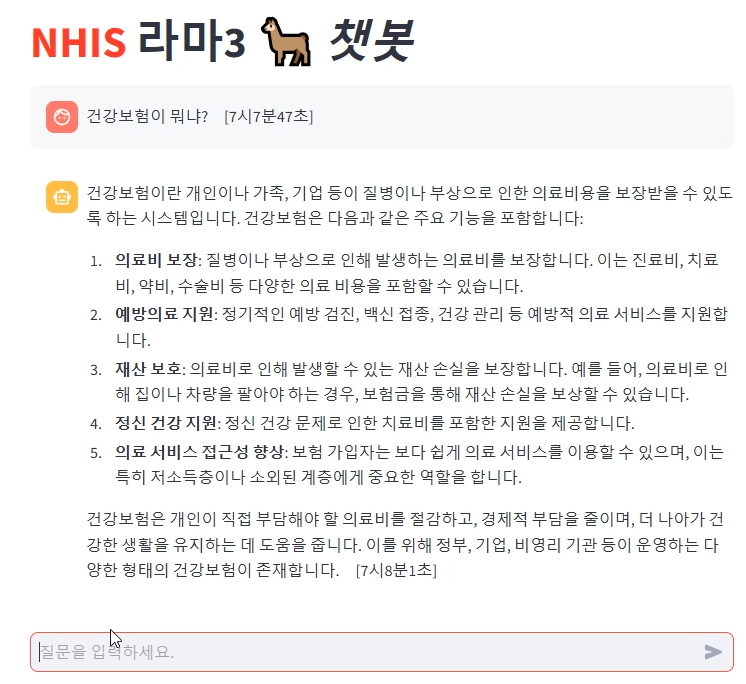 NHIS 라마3 챗봇
건강보험이 뭐냐? [7시7분47초]
건강보험이란 개인이나 가족, 기업 등이 질병이나 부상으로 인한 의료비용을 보장받을 수 있도
록 하는 시스템입니다. 건강보험은 다음과 같은 주요 기능을 포함합니다:
1. 의료비 보장: 질병이나 부상으로 인해 발생하는 의료비를 보장합니다. 이는 진료비, 치료
비, 약비, 수술비 등 다양한 의료 비용을 포함할 수 있습니다.
2. 예방의료 지원: 정기적인 예방 검진, 백신 접종, 건강 관리 등 예방적 의료 서비스를 지원합
니다.
3. 재산 보호: 의료비로 인해 발생할 수 있는 재산 손실을 보장합니다. 예를 들어, 의료비로 인
해 집이나 차량을 팔아야 하는 경우, 보험금을 통해 재산 손실을 보상할 수 있습니다.
4. 정신 건강 지원: 정신 건강 문제로 인한 치료비를 포함한 지원을 제공합니다.
5. 의료 서비스 접근성 향상: 보험 가입자는 보다 쉽게 의료 서비스를 이용할 수 있으며, 이는
특히 저소득층이나 소외된 계층에게 중요한 역할을 합니다.
건강보험은 개인이 직접 부담해야 할 의료비를 절감하고, 경제적 부담을 줄이며, 더 나아가 건
강한 생활을 유지하는 데 도움을 줍니다. 이를 위해 정부, 기업, 비영리 기관 등이 운영하는 다
양한 형태의 건강보험이 존재합니다. [7시8분1초]
질문을 입력하세요.